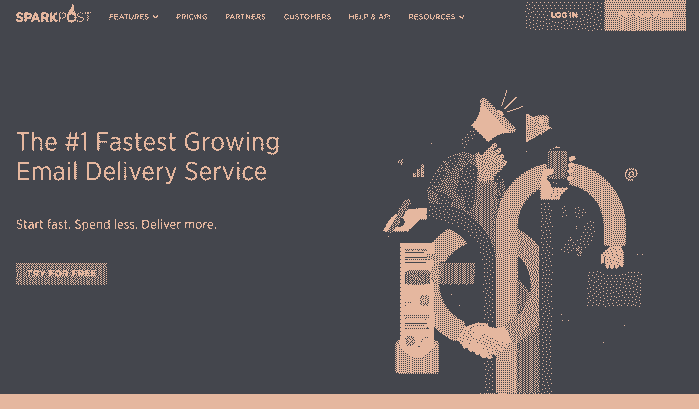 SPARKPOST
FEATURES
PRICING
PARTNERS
CUSTOMERS
HELP & API
RESOURCES
LOG IN
The #1 Fastest Growing
Email Delivery Service
Start fast. Spend less. Deliver more.
TRY FOR FREE
@